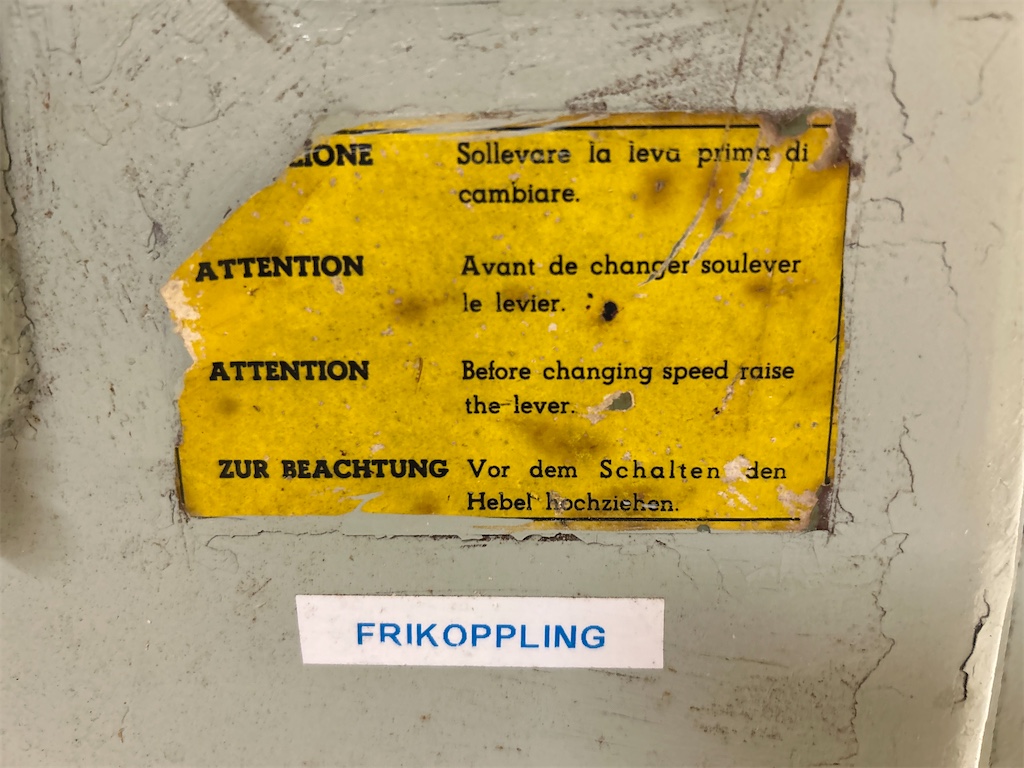 ZIONE Sollevare la leva prima di
cambiare.
ATTENTION Avant de changer soulever
le levier.
ATTENTION Before changing speed raise
the lever.
ZUR BEACHTUNG Vor dem Schalten den
Hebel hochziehen.
FRIKOPPLING